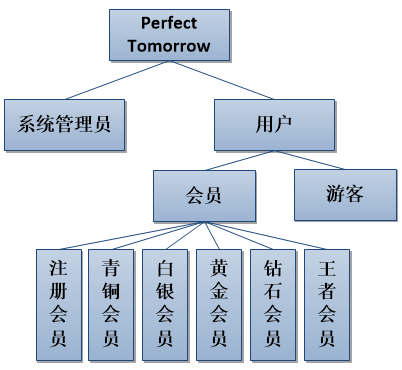 Perfect
Tomorrow
系统管理员
用户
会员
游客
注册会员
青铜会员
白银会员
黄金会员
钻石会员
王者会员